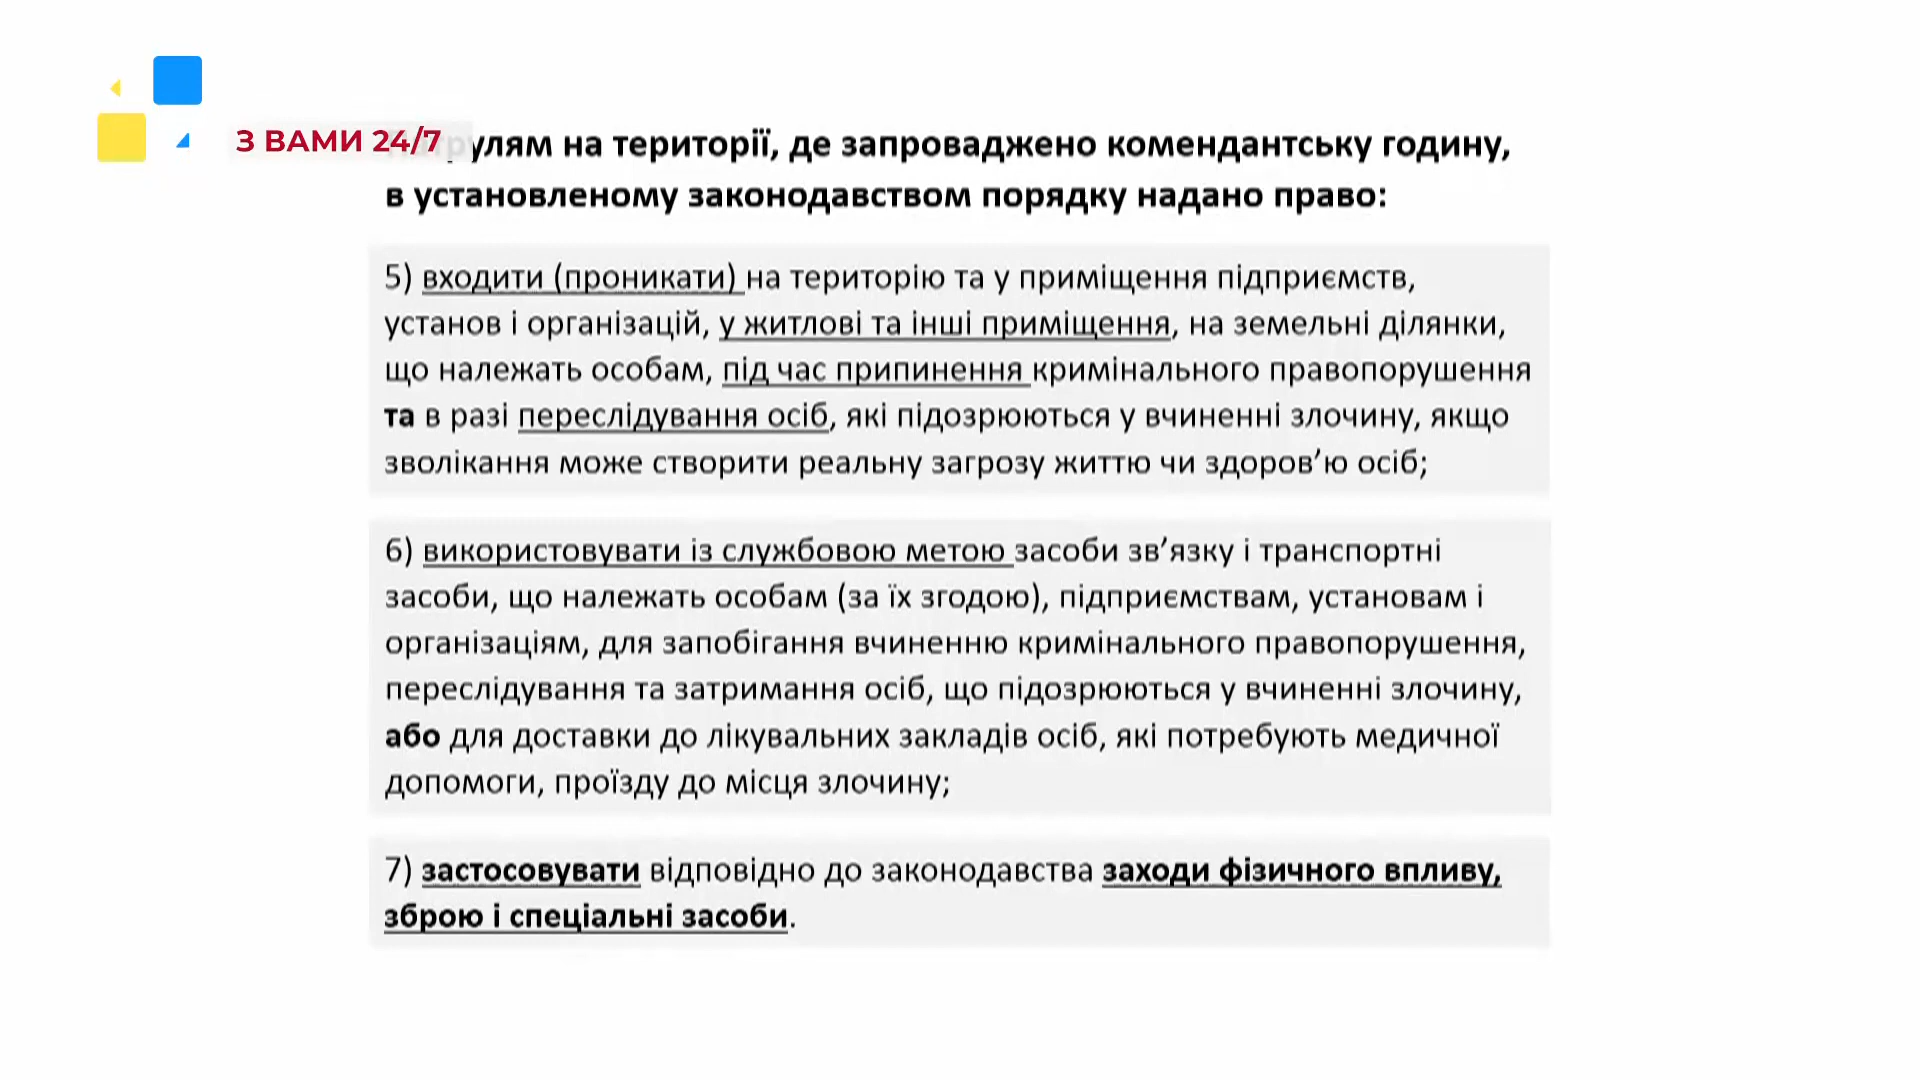 З ВАМИ 24/7
улям на території, де запроваджено комендантську годину,
в установленому законодавством порядку надано право:
5) входити (проникати) на територію та у приміщення підприємств,
установ і організацій, у житлові та інші приміщення, на земельні ділянки,
що належать особам, під час припинення кримінального правопорушення
та в разі переслідування осіб, які підозрюються у вчиненні злочину, якщо
зволікання може створити реальну загрозу життю чи здоров’ю осіб;
6) використовувати із службовою метою засоби зв’язку і транспортні
засоби, що належать особам (за їх згодою), підприємствам, установам і
організаціям, для запобігання вчиненню кримінального правопорушення,
переслідування та затримання осіб, що підозрюються у вчиненні злочину,
або для доставки до лікувальних закладів осіб, які потребують медичної
допомоги, проїзду до місця злочину;
7) застосовувати відповідно до законодавства заходи фізичного впливу,
зброю і спеціальні засоби.